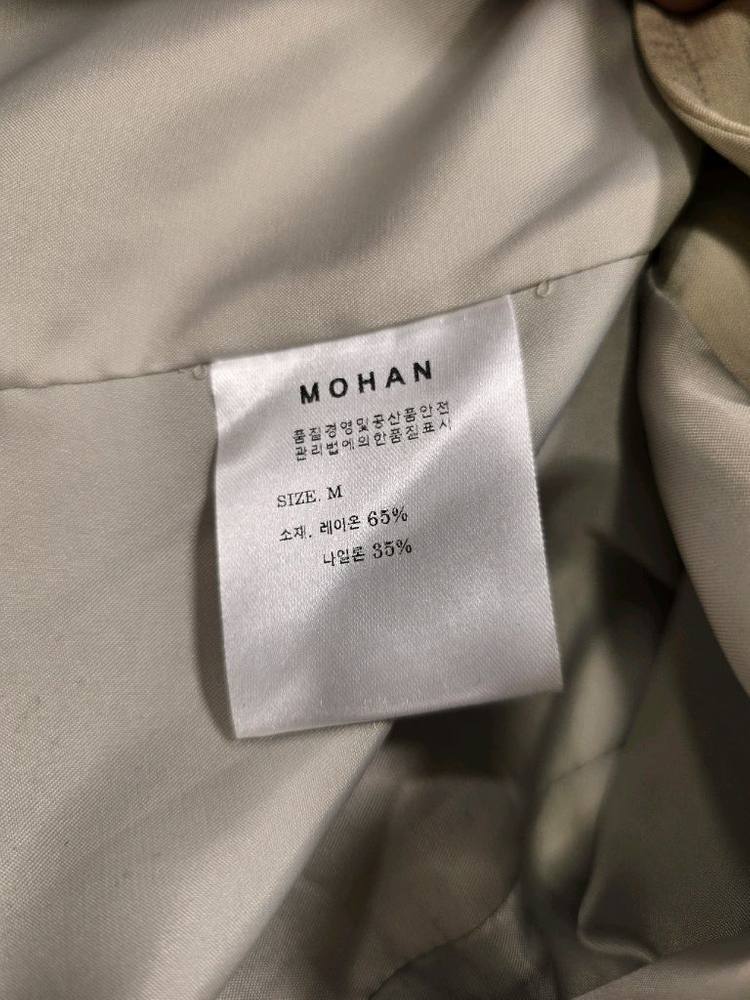 MOHAN
품질경영및공산품안전
관리법에의한품질표시
SIZE. M
소재. 레이온 65%
나일론 35%